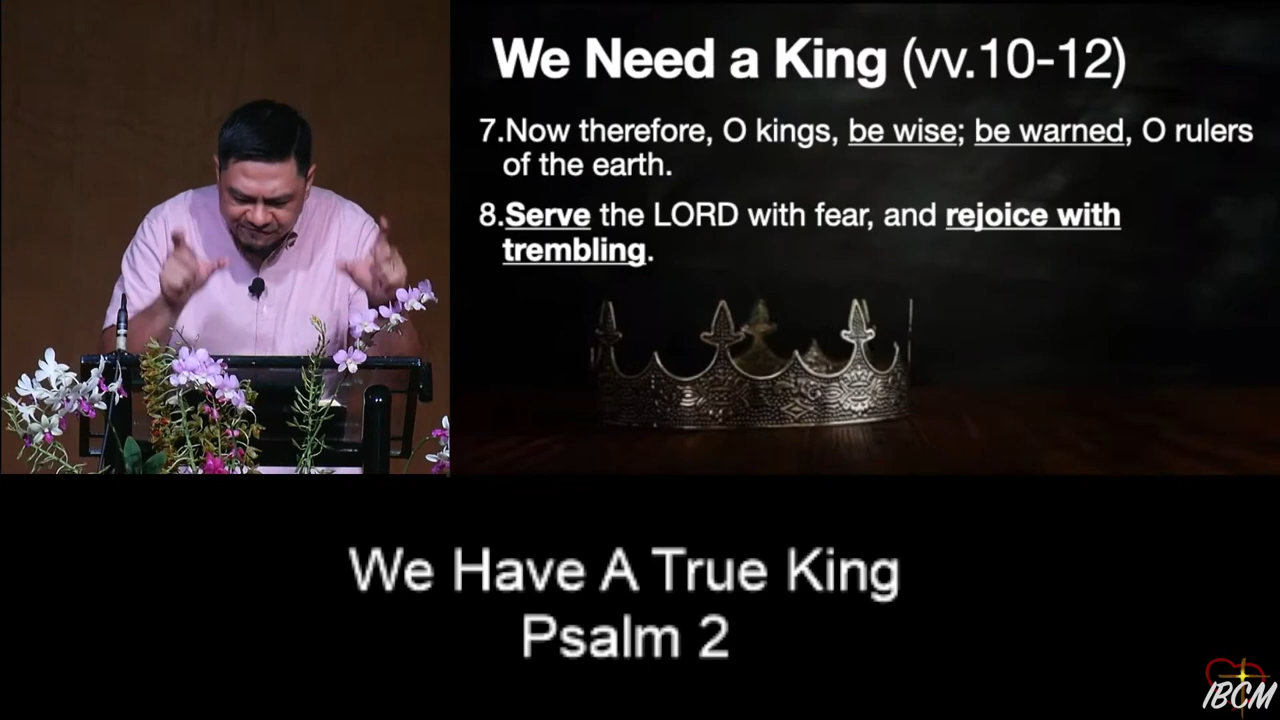 We Need a King (vv.10-12)
7.Now therefore, O kings, be wise; be warned, O rulers
of the earth.
8.Serve the LORD with fear, and rejoice with
trembling.
We Have A True King
Psalm 2
IBCM